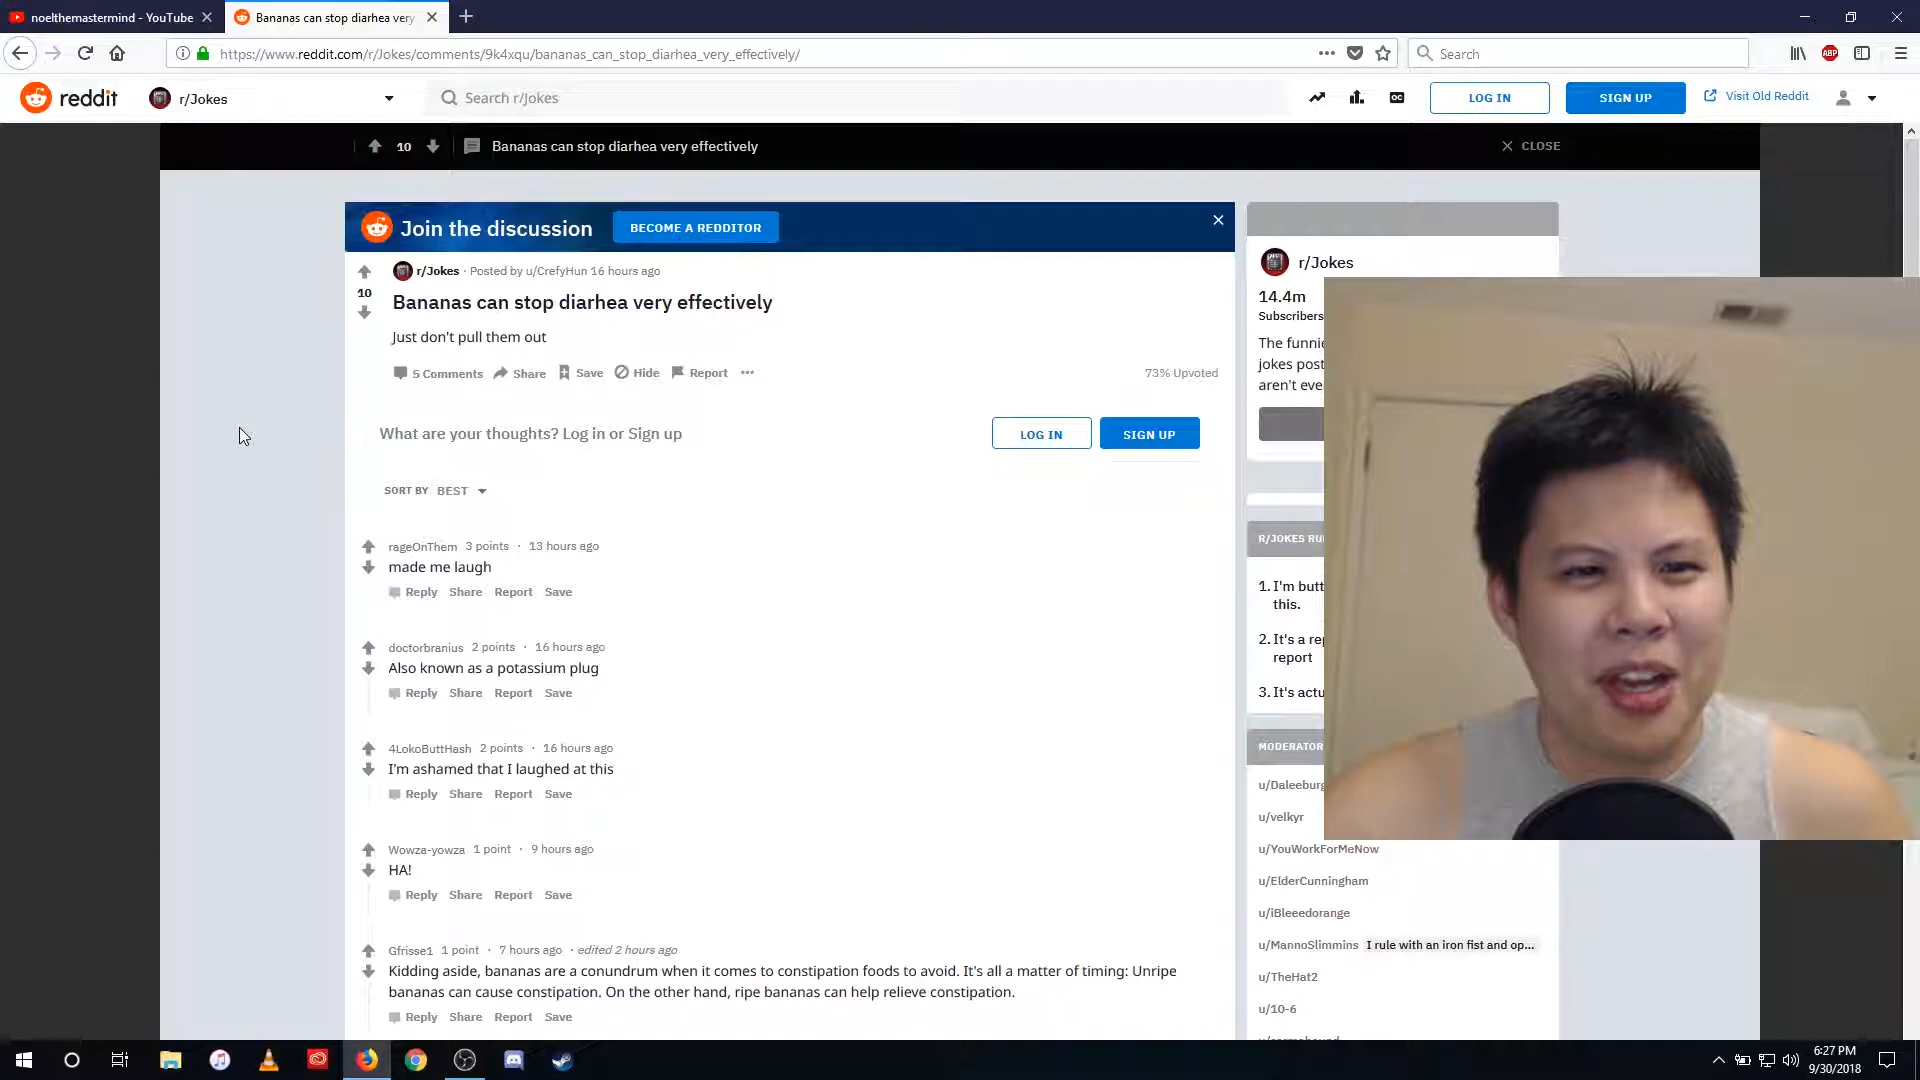 noelthemastermind - YouTube
Bananas can stop diarhea very
https://www.reddit.com/r/Jokes/comments/9k4xqu/bananas_can_stop_diarhea_very_effectively/
Search
ABP
reddit
r/Jokes
Search r/Jokes
OC
LOG IN
SIGN UP
Visit Old Reddit
10
Bananas can stop diarhea very effectively
CLOSE
Join the discussion
BECOME A REDDITOR
r/Jokes · Posted by u/CrefyHun 16 hours ago
10
Bananas can stop diarhea very effectively
Just don't pull them out
5 Comments Share Save Hide Report ···
73% Upvoted
What are your thoughts? Log in or Sign up
LOG IN
SIGN UP
SORT BY BEST
rageOnThem 3 points · 13 hours ago
made me laugh
Reply Share Report Save
doctorbranius 2 points · 16 hours ago
Also known as a potassium plug
Reply Share Report Save
4LokoButtHash 2 points · 16 hours ago
I'm ashamed that I laughed at this
Reply Share Report Save
Wowza-yowza 1 point · 9 hours ago
HA!
Reply Share Report Save
Gfrisse1 1 point · 7 hours ago · edited 2 hours ago
Kidding aside, bananas are a conundrum when it comes to constipation foods to avoid. It's all a matter of timing: Unripe
bananas can cause constipation. On the other hand, ripe bananas can help relieve constipation.
Reply Share Report Save
r/Jokes
14.4m
Subscribers
The funnie
jokes post
aren't eve
R/JOKES RU
1. I'm butt
this.
2. It's a re
report
3. It's actu
MODERATOR
u/Daleeburg
u/velkyr
u/YouWorkForMeNow
u/ElderCunningham
u/iBleeedorange
u/MannoSlimmins I rule with an iron fist and op...
u/TheHat2
u/10-6
6:27 PM
9/30/2018